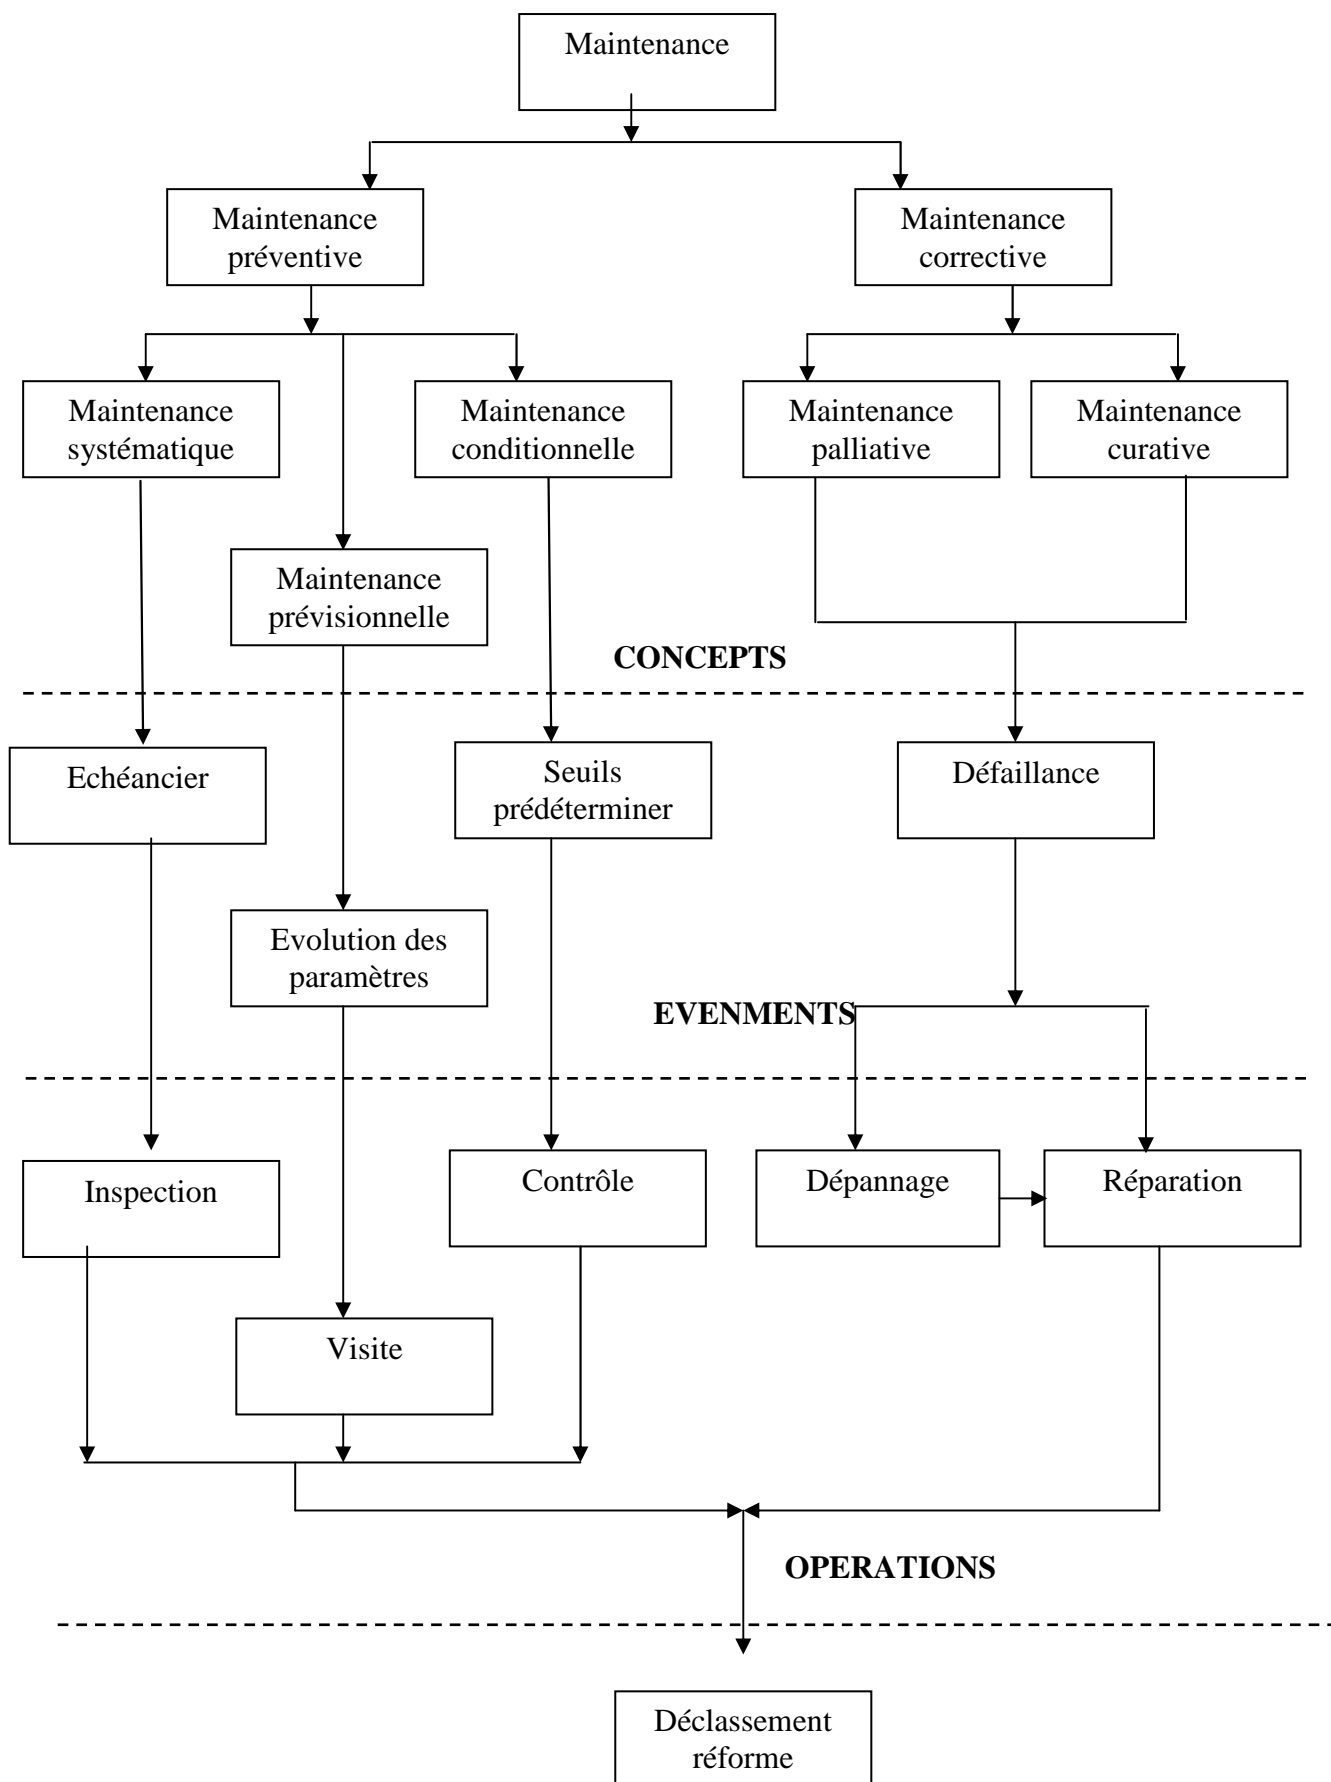 Maintenance
Maintenance
préventive
Maintenance
corrective
Maintenance
systématique
Maintenance
conditionnelle
Maintenance
palliative
Maintenance
curative
Maintenance
prévisionnelle
CONCEPTS
Echéancier
Seuils
prédéterminer
Défaillance
Evolution des
paramètres
EVENMENTS
Inspection
Contrôle
Dépannage
Réparation
Visite
OPERATIONS
Déclassement
réforme